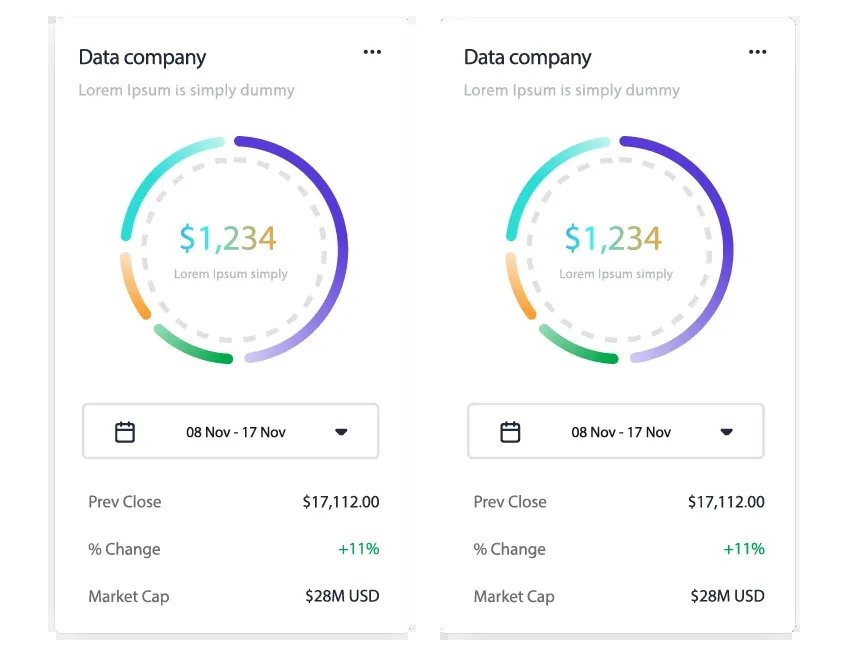 Data company
Lorem Ipsum is simply dummy
$1,234
Lorem Ipsum simply
08 Nov - 17 Nov
Prev Close $17,112.00
% Change +11%
Market Cap $28M USD
Data company
Lorem Ipsum is simply dummy
$1,234
Lorem Ipsum simply
08 Nov - 17 Nov
Prev Close $17,112.00
% Change +11%
Market Cap $28M USD